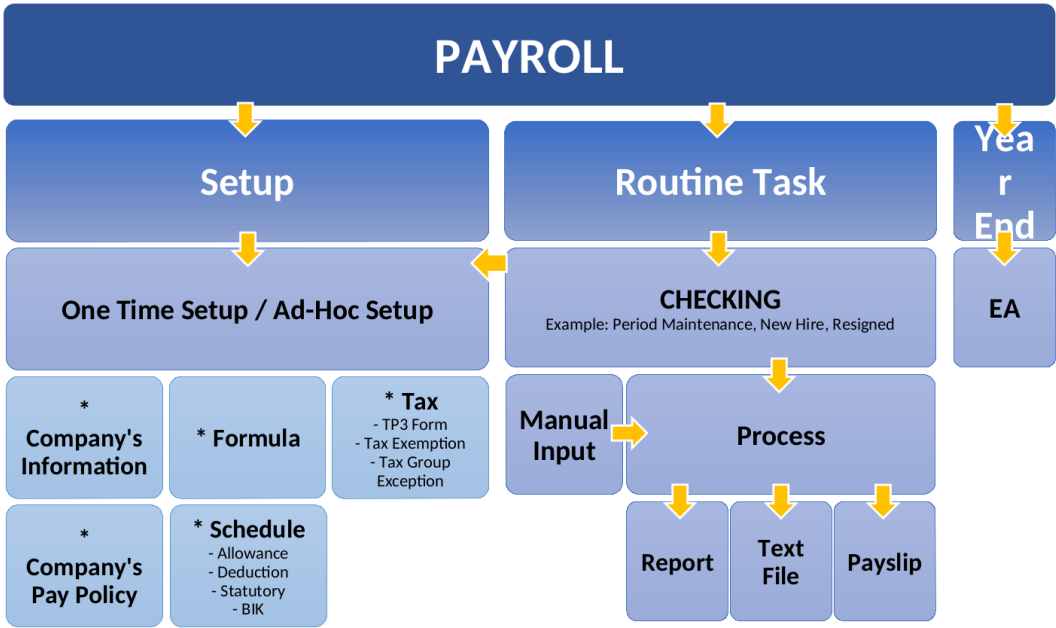 PAYROLL
Setup
Routine Task
Yea
r
End
One Time Setup / Ad-Hoc Setup
CHECKING
Example: Period Maintenance, New Hire, Resigned
EA
*
Company's
Information
* Formula
* Tax
- TP3 Form
- Tax Exemption
- Tax Group
Exception
Manual
Input
Process
*
Company's
Pay Policy
* Schedule
- Allowance
- Deduction
- Statutory
- BIK
Report
Text
File
Payslip